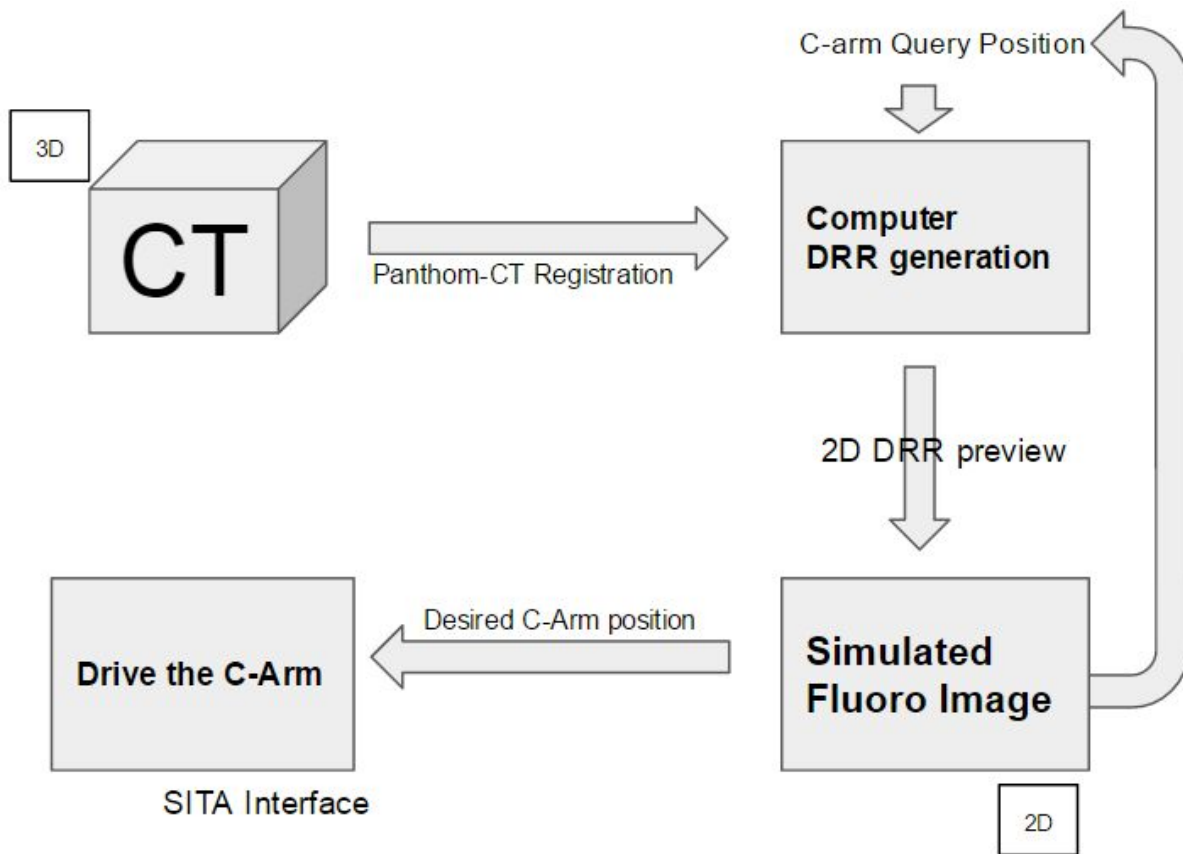 C-arm Query Position
3D
CT
Panthom-CT Registration
Computer
DRR generation
2D DRR preview
Desired C-Arm position
Drive the C-Arm
Simulated
Fluoro Image
SITA Interface
2D